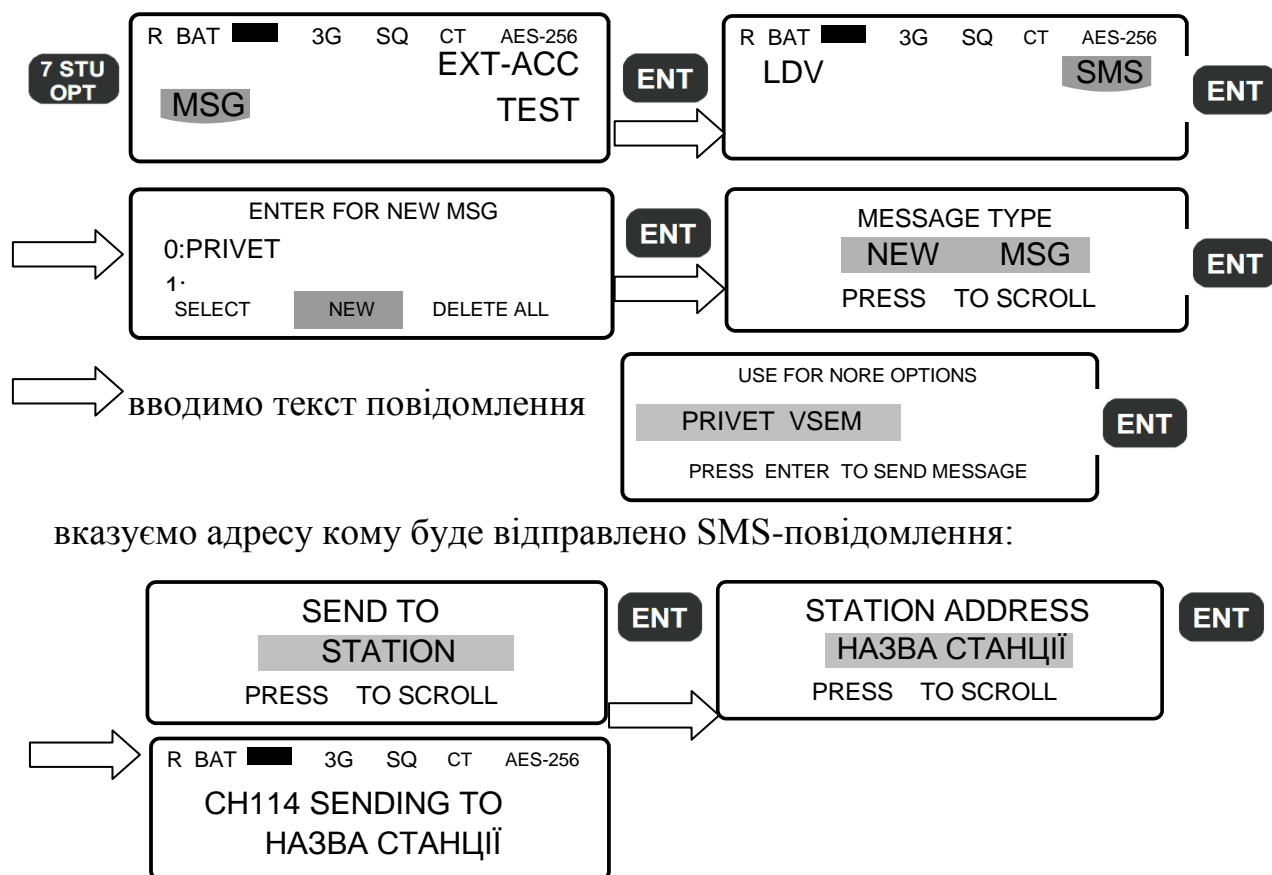 7 STU
OPT
R BAT 3G SQ CT AES-256
EXT-ACC
MSG
TEST
ENT
R BAT 3G SQ CT AES-256
LDV SMS
ENT
ENTER FOR NEW MSG
0:PRIVET
1:
SELECT NEW DELETE ALL
ENT
MESSAGE TYPE
NEW MSG
PRESS TO SCROLL
ENT
вводимо текст повідомлення
USE FOR NORE OPTIONS
PRIVET VSEM
PRESS ENTER TO SEND MESSAGE
ENT
вказуємо адресу кому буде відправлено SMS-повідомлення:
SEND TO
STATION
PRESS TO SCROLL
ENT
STATION ADDRESS
НАЗВА СТАНЦІЇ
PRESS TO SCROLL
ENT
R BAT 3G SQ CT AES-256
CH114 SENDING TO
НАЗВА СТАНЦІЇ